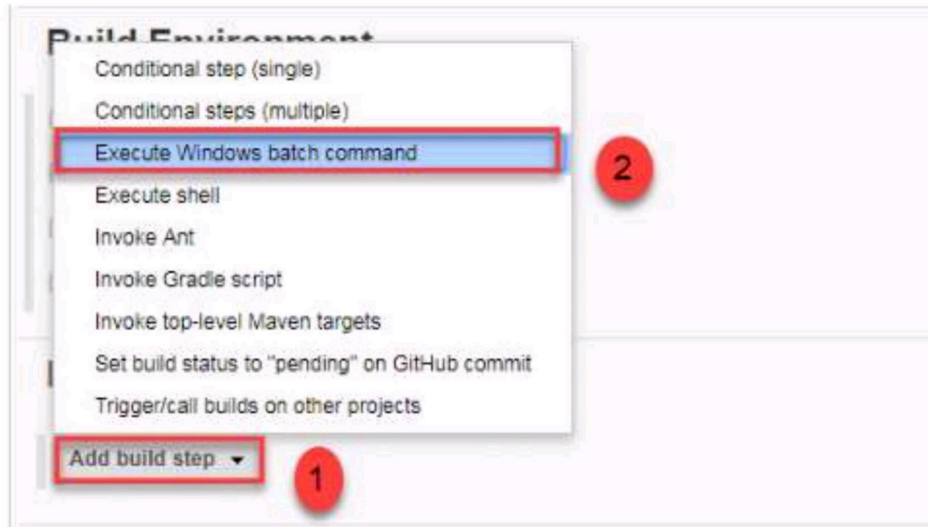 Build Environment
Conditional step (single)
Conditional steps (multiple)
Execute Windows batch command
2
Execute shell
Invoke Ant
Invoke Gradle script
Invoke top-level Maven targets
Set build status to "pending" on GitHub commit
Trigger/call builds on other projects
Add build step
1